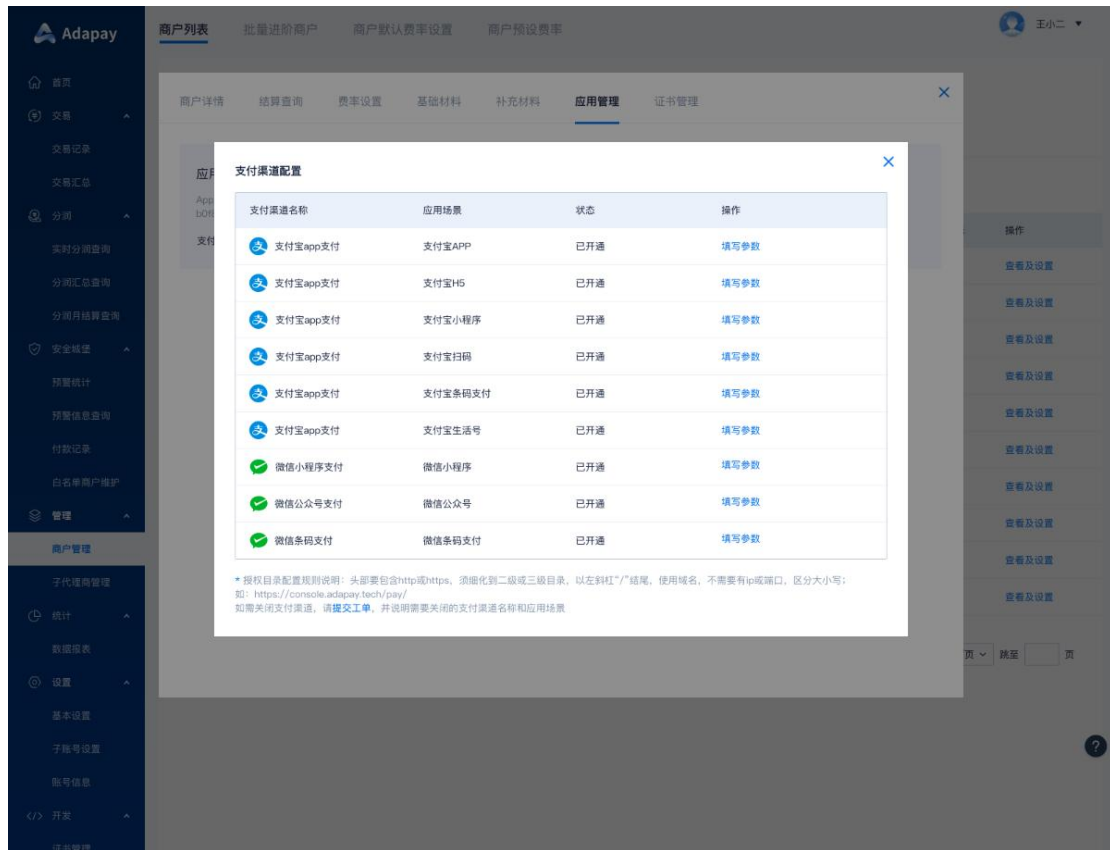 Adapay
商户列表 批量进阶商户 商户默认费率设置 商户预设费率
王小二
首页
交易
交易记录
交易汇总
分润
实时分润查询
分润汇总查询
分润月结算查询
安全城堡
预警统计
预警信息查询
付款记录
白名单商户维护
管理
商户管理
子代理商管理
统计
数据报表
设置
基本设置
子账号设置
账号信息
</> 开发
证书管理
商户详情 结算查询 费率设置 基础材料 补充材料 应用管理 证书管理
应用
App
支付
支付渠道配置
支付渠道名称 应用场景 状态 操作
支付宝app支付 支付宝APP 已开通 填写参数
支付宝app支付 支付宝H5 已开通 填写参数
支付宝app支付 支付宝小程序 已开通 填写参数
支付宝app支付 支付宝扫码 已开通 填写参数
支付宝app支付 支付宝条码支付 已开通 填写参数
支付宝app支付 支付宝生活号 已开通 填写参数
微信小程序支付 微信小程序 已开通 填写参数
微信公众号支付 微信公众号 已开通 填写参数
微信条码支付 微信条码支付 已开通 填写参数
* 授权目录配置规则说明：头部要包含http或https，须细化到二级或三级目录，以左斜杠"/"结尾，使用域名，不需要有ip或端口，区分大小写；
如：https://console.adapay.tech/pay/
如需关闭支付渠道，请提交工单，并说明需要关闭的支付渠道名称和应用场景
操作
查看及设置
查看及设置
查看及设置
查看及设置
查看及设置
查看及设置
查看及设置
查看及设置
查看及设置
查看及设置
页 跳至 页
?